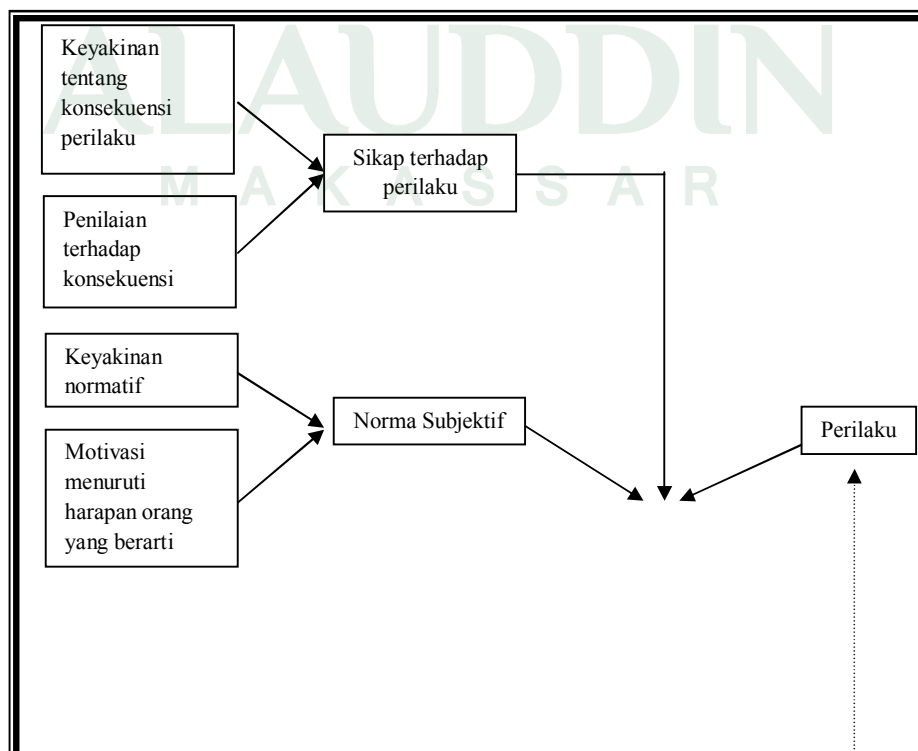 ALAUDDIN
MAKASSAR
Keyakinan
tentang
konsekuensi
perilaku
Sikap terhadap
perilaku
Penilaian
terhadap
konsekuensi
Keyakinan
normatif
Norma Subjektif
Perilaku
Motivasi
menuruti
harapan orang
yang berarti